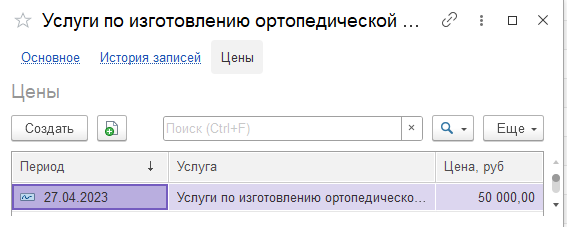 Услуги по изготовлению ортопедической ...
Основное История записей Цены
Цены
Создать Поиск (Ctrl+F) × Еще
Период ↓ Услуга Цена, руб
27.04.2023 Услуги по изготовлению ортопедическо... 50 000,00